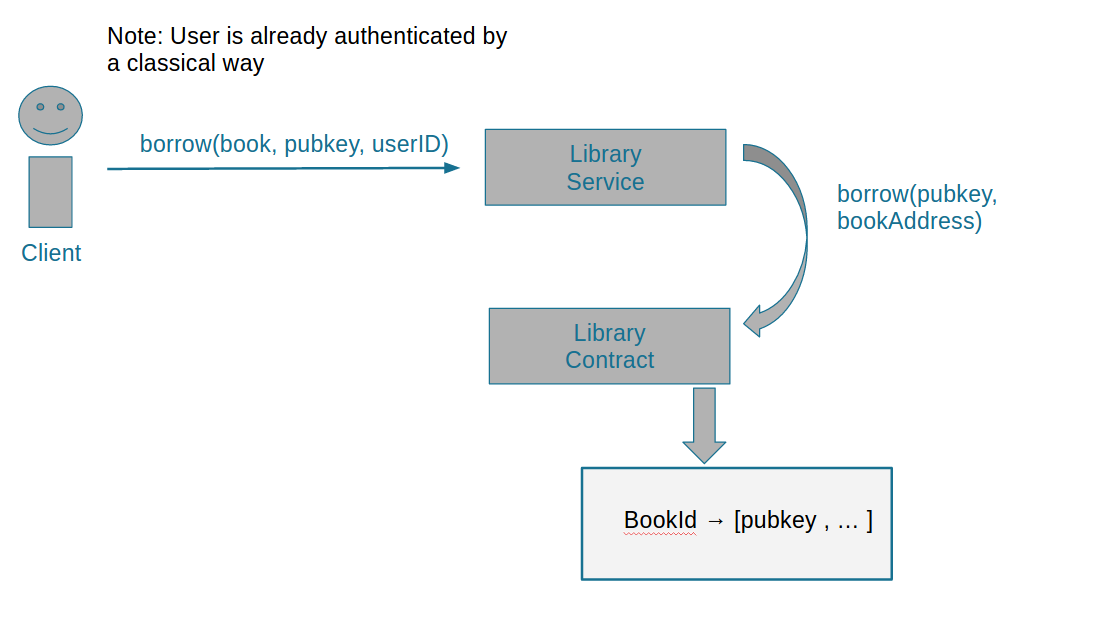 Note: User is already authenticated by
a classical way
borrow(book, pubkey, userID)
Library
Service
borrow(pubkey,
bookAddress)
Client
Library
Contract
BookId → [pubkey , … ]